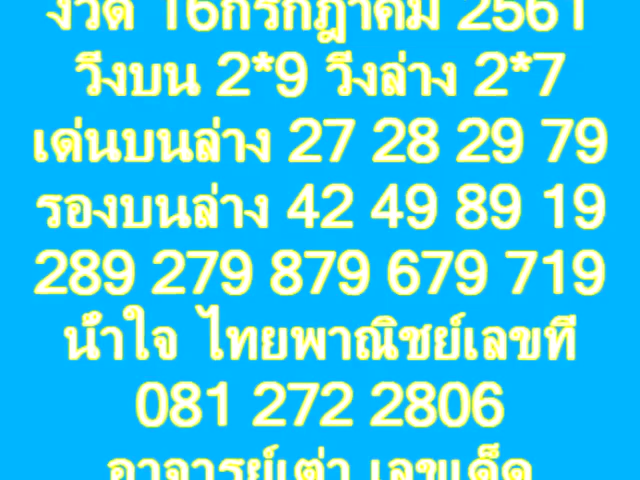 งวด 16กรกฎาคม 2561
วิ่งบน 2*9 วิ่งล่าง 2*7
เด่นบนล่าง 27 28 29 79
รองบนล่าง 42 49 89 19
289 279 879 679 719
น้ำใจ ไทยพาณิชย์เลขที่
081 272 2806
อาจารย์เต่า เลขเด็ด